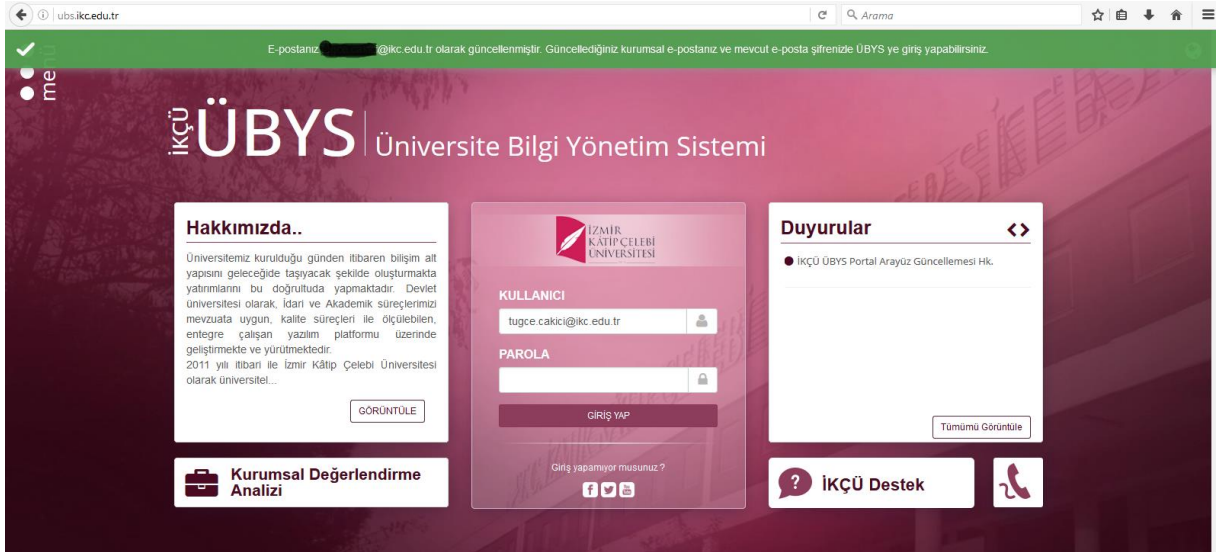 ubs.ikc.edu.tr
Arama
E-postanız @ikc.edu.tr olarak güncellenmiştir. Güncellediğiniz kurumsal e-postanız ve mevcut e-posta şifrenizle ÜBYS ye giriş yapabilirsiniz.
menü
İKÇÜ
ÜBYS
Üniversite Bilgi Yönetim Sistemi
Hakkımızda..
Üniversitemiz kurulduğu günden itibaren bilişim alt
yapısını geleceğide taşıyacak şekilde oluşturmakta
yatırımlarını bu doğrultuda yapmaktadır. Devlet
üniversitesi olarak, İdari ve Akademik süreçlerimizi
mevzuata uygun, kalite süreçleri ile ölçülebilen,
entegre çalışan yazılım platformu üzerinde
geliştirmekte ve yürütmektedir.
2011 yılı itibari ile İzmir Kâtip Çelebi Üniversitesi
olarak üniversitel...
GÖRÜNTÜLE
Kurumsal Değerlendirme
Analizi
İZMİR
KÂTİP ÇELEBİ
ÜNİVERSİTESİ
KULLANICI
tugce.cakici@ikc.edu.tr
PAROLA
GİRİŞ YAP
Giriş yapamıyor musunuz ?
Duyurular
İKÇÜ ÜBYS Portal Arayüz Güncellemesi Hk.
Tümümü Görüntüle
İKÇÜ Destek